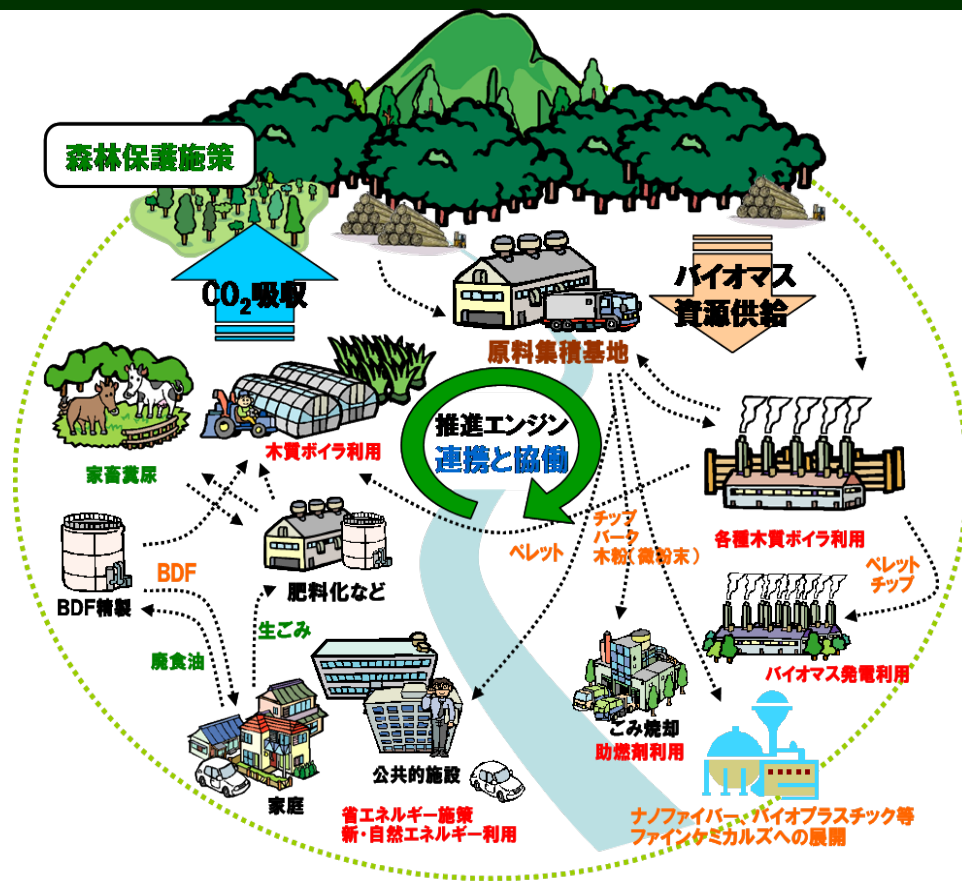 森林保護施策
CO2吸収
バイオマス
資源供給
原料集積基地
推進エンジン
連携と協働
木質ボイラ利用
家畜糞尿
各種木質ボイラ利用
チップ
バーク
木粉(微粉末)
ペレット
ペレット
チップ
BDF
BDF精製
肥料化など
生ごみ
廃食油
バイオマス発電利用
ごみ焼却
助燃剤利用
公共的施設
家庭
省エネルギー施策
新・自然エネルギー利用
ナノファイバー、バイオプラスチック等
ファインケミカルズへの展開